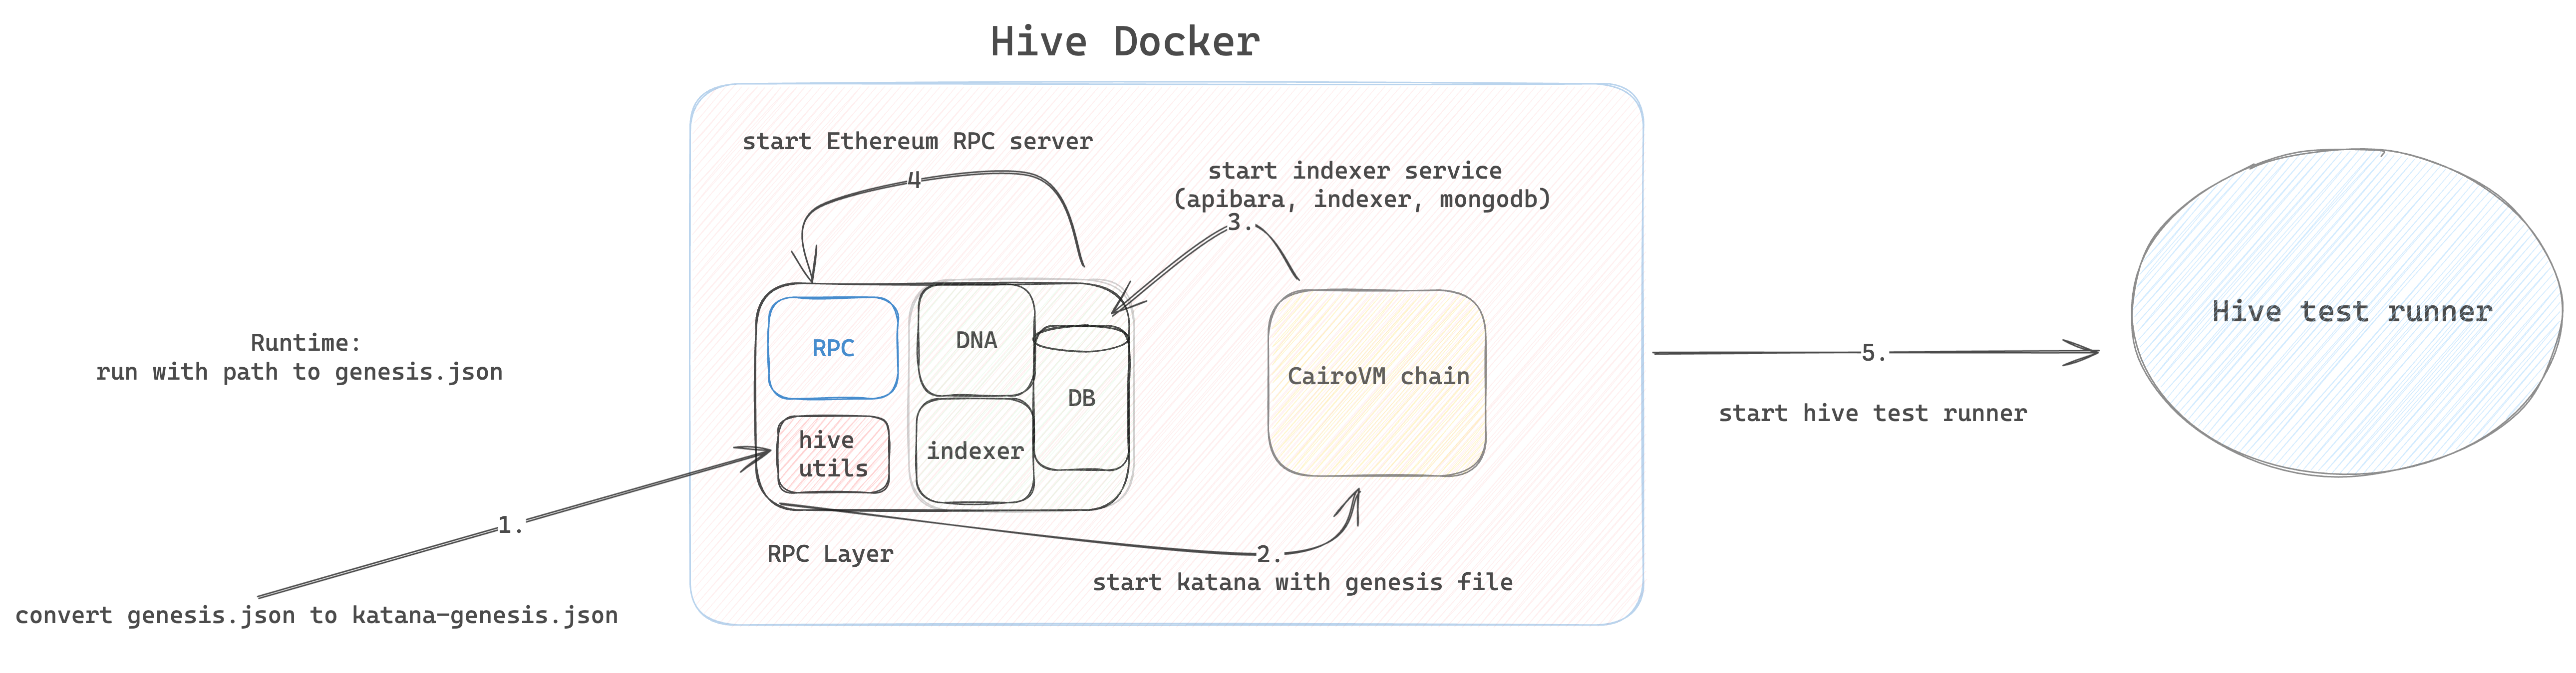 Hive Docker
start Ethereum RPC server
4
start indexer service
(apibara, indexer, mongodb)
3.
RPC
DNA
DB
hive
utils
indexer
CairoVM chain
RPC Layer
2.
start katana with genesis file
Runtime:
run with path to genesis.json
1.
convert genesis.json to katana-genesis.json
5.
start hive test runner
Hive test runner